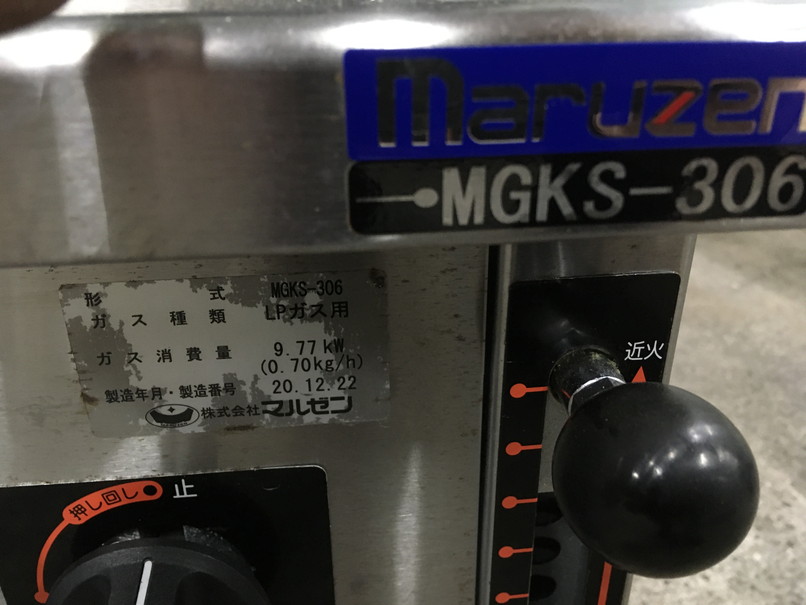 maruzen
MGKS-306
形式 MGKS-306
ガス種類 LPガス用
ガス消費量 9.77kW
(0.70kg/h)
製造年月・製造番号 20.12.22
株式会社マルゼン
近火
押し回し 止